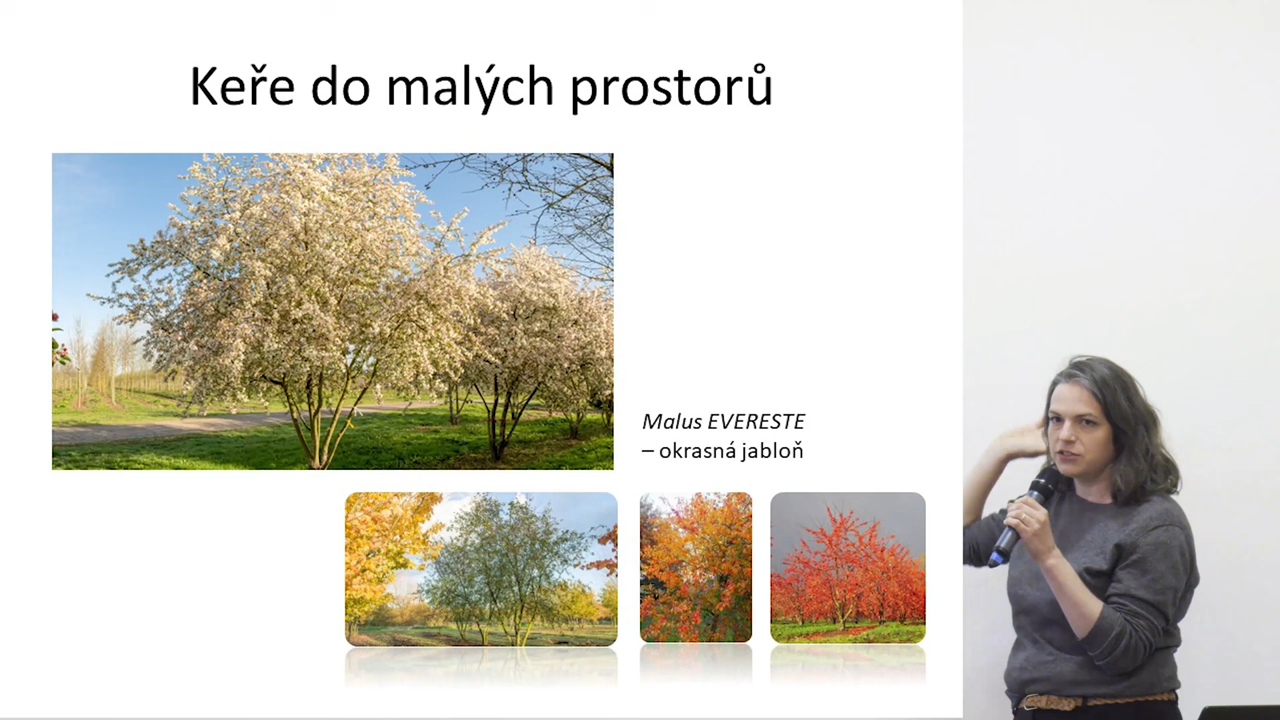 Keře do malých prostorů
Malus EVERESTE
– okrasná jabloň